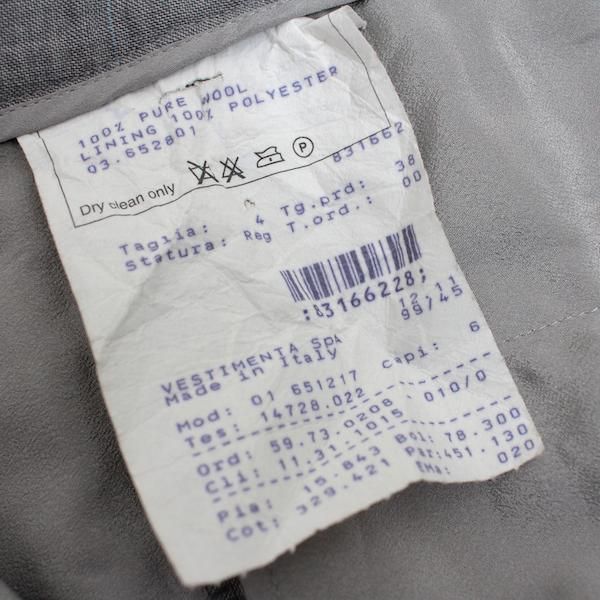 100% PURE WOOL
LINING 100% POLYESTER
03.652801
831662
Dry clean only
P
Taglia: 4 Tg.prd: 38
Statura: Reg T.ord.: 00
:83166228;
12,11
99/45
VESTIMENTA SpA
Made in Italy
Capi: 6
Mod: 01 651217
Tes: 14728.022 - 010/0
Ord: 59.73.0208
Cli: 11.31.1015 Bol: 78.300
Pia: 15.843 Par:451.130
Cot: 329.421 EMa: 020